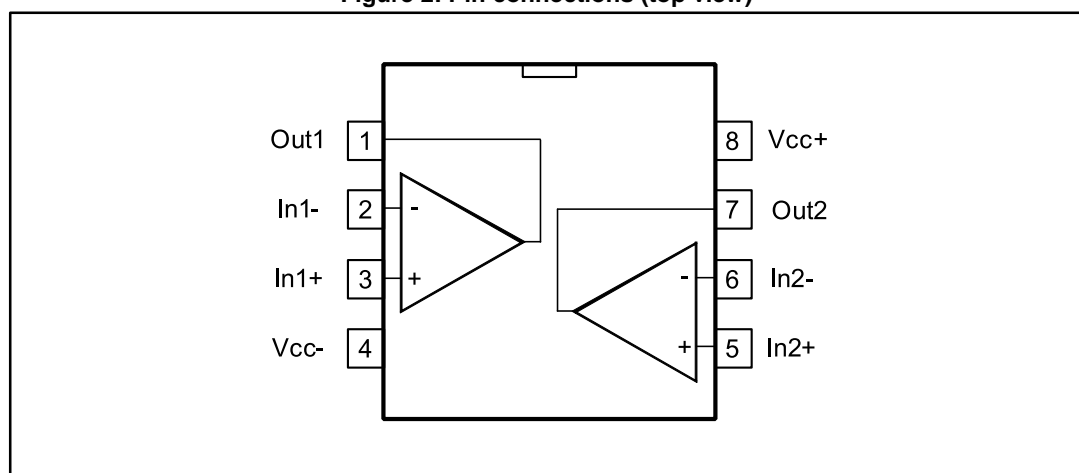 Figure 2. Pin connections (top view)
Out1 1
In1- 2 -
In1+ 3 +
Vcc- 4
8 Vcc+
7 Out2
- 6 In2-
+ 5 In2+